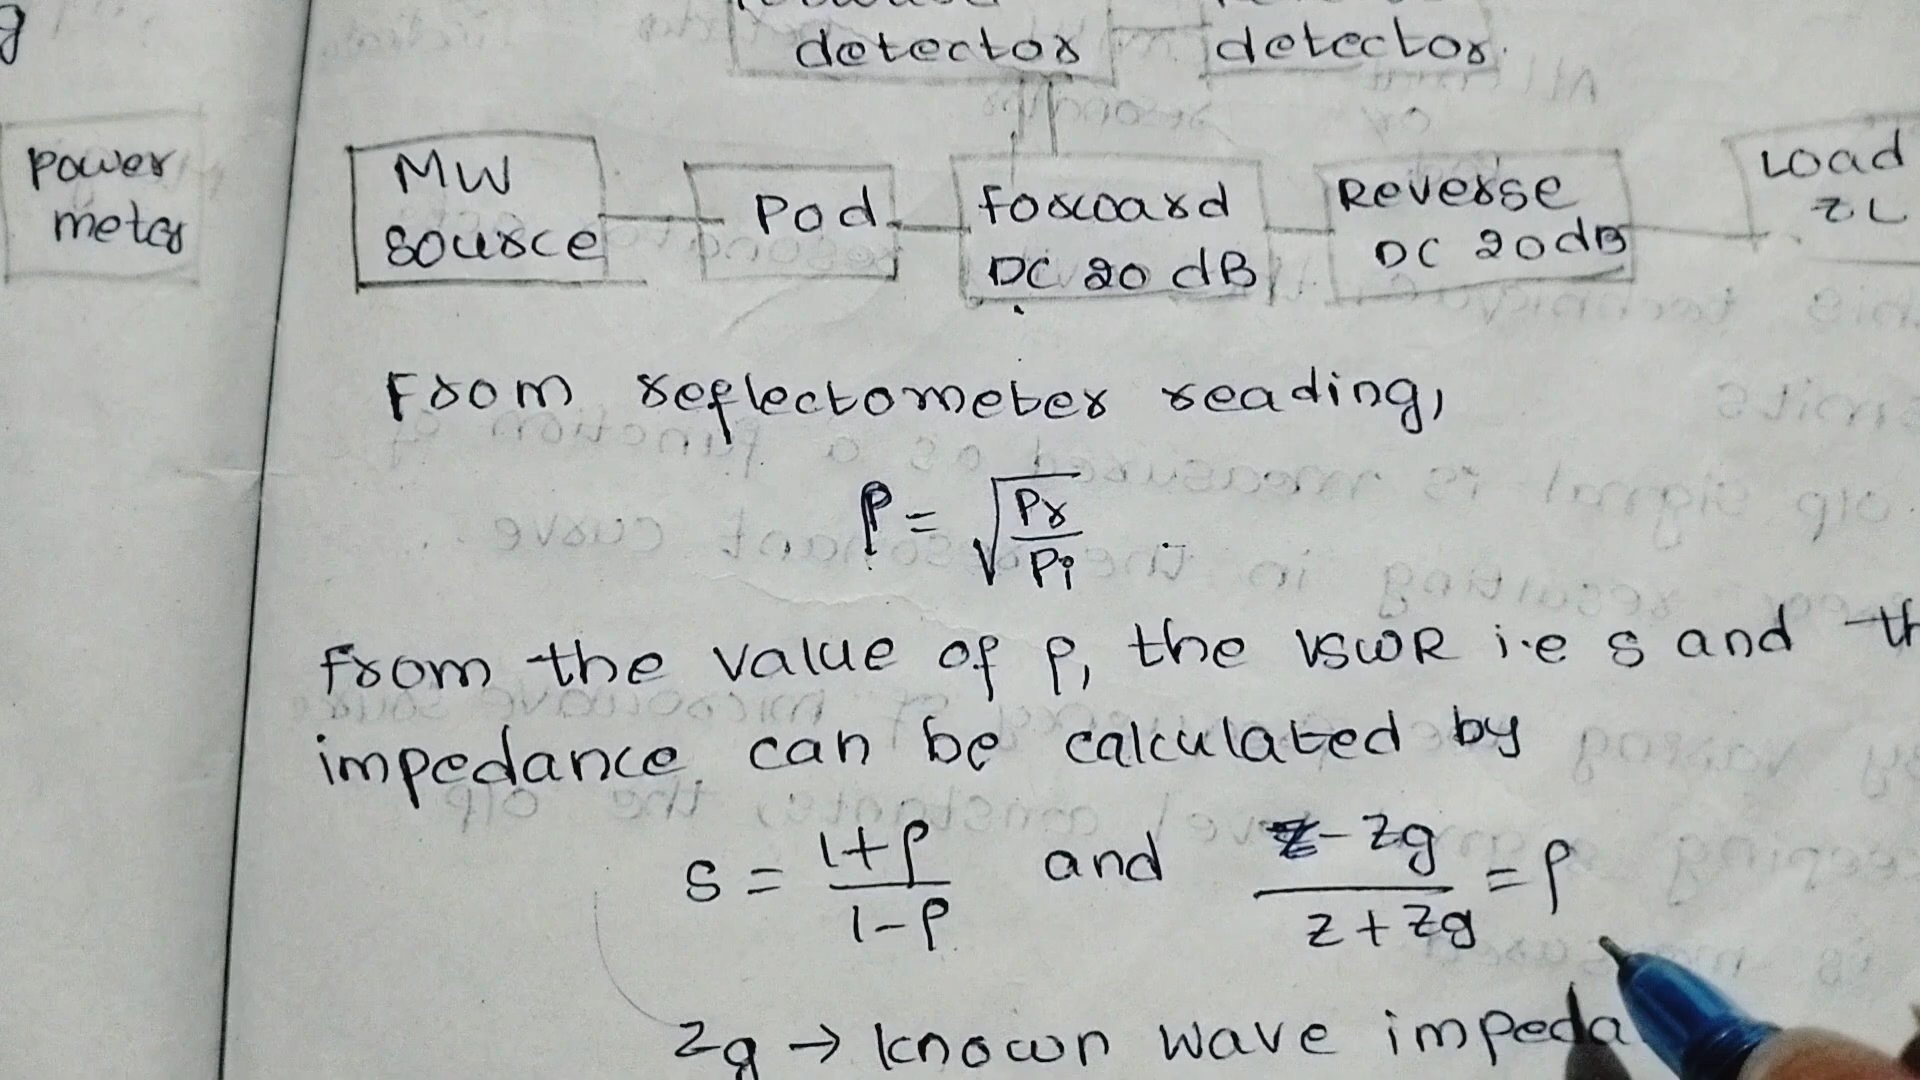 detector detector.
power meter
MW source
Pad
forward DC 20 dB
Reverse DC 20dB
Load ZL
From reflectometer reading,
ρ = √(Pr/Pi)
from the value of ρ, the VSWR i.e s and
impedance can be calculated by
s = (1+ρ)/(1-ρ) and (z-zg)/(z+zg) = ρ
zg → known wave